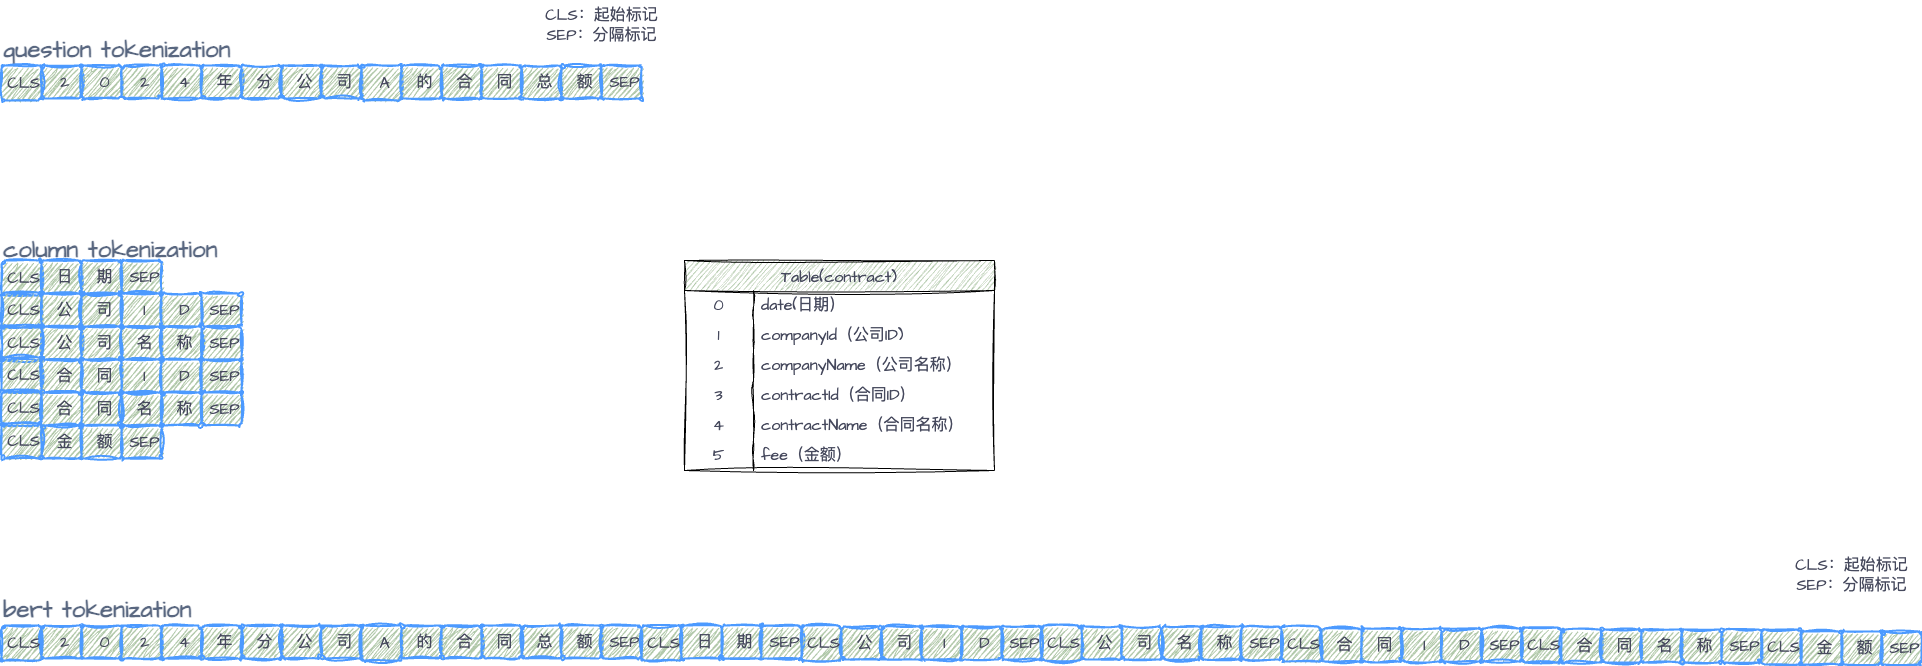 CLS：起始标记
SEP：分隔标记
question tokenization
CLS 2 0 2 4 年 分 公 司 A 的 合 同 总 额 SEP
column tokenization
CLS 日 期 SEP
CLS 公 司 I D SEP
CLS 公 司 名 称 SEP
CLS 合 同 I D SEP
CLS 合 同 名 称 SEP
CLS 金 额 SEP
Table(contract)
0 date(日期)
1 companyId（公司ID）
2 companyName（公司名称）
3 contractId（合同ID）
4 contractName（合同名称）
5 fee（金额）
CLS：起始标记
SEP：分隔标记
bert tokenization
CLS 2 0 2 4 年 分 公 司 A 的 合 同 总 额 SEP CLS 日 期 SEP CLS 公 司 I D SEP CLS 公 司 名 称 SEP CLS 合 同 I D SEP CLS 合 同 名 称 SEP CLS 金 额 SEP